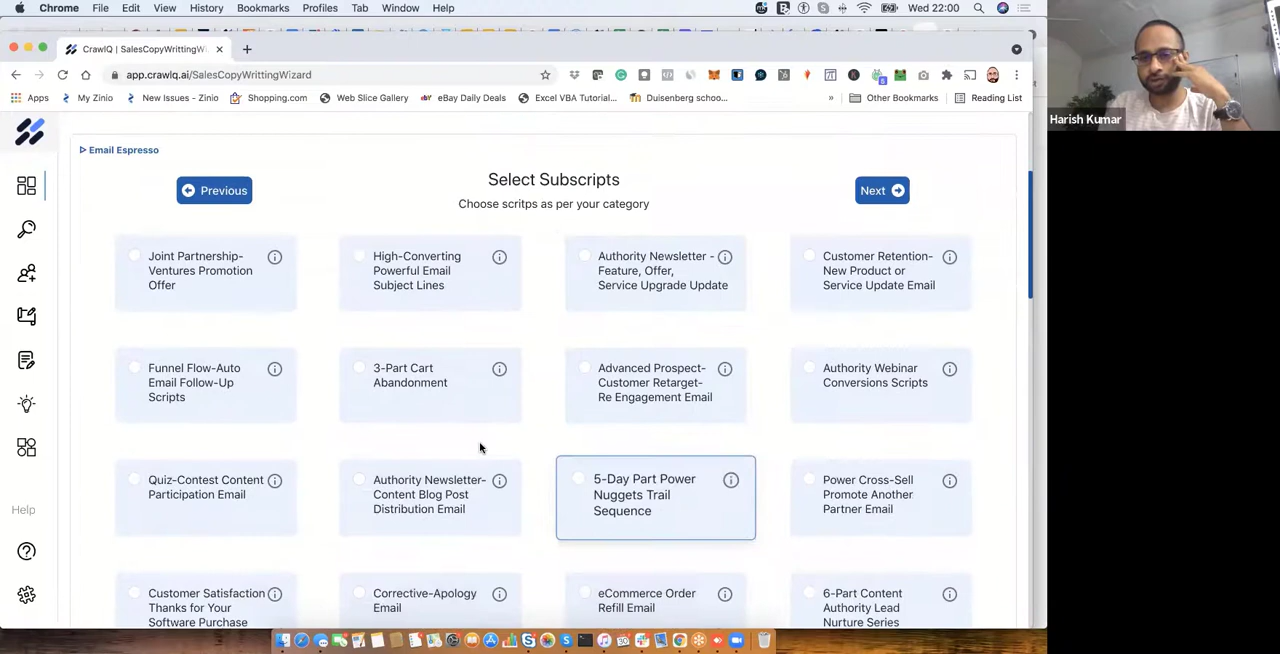 Chrome File Edit View History Bookmarks Profiles Tab Window Help Wed 22:00
CrawlQ | SalesCopyWrittingWi
app.crawlq.ai/SalesCopyWrittingWizard
Apps My Zinio New Issues - Zinio Shopping.com Web Slice Gallery eBay Daily Deals Excel VBA Tutorial... Duisenberg schoo... » Other Bookmarks Reading List
Harish Kumar
Email Espresso
Previous
Select Subscripts
Next
Choose scritps as per your category
Joint Partnership-
Ventures Promotion
Offer
High-Converting
Powerful Email
Subject Lines
Authority Newsletter -
Feature, Offer,
Service Upgrade Update
Customer Retention-
New Product or
Service Update Email
Funnel Flow-Auto
Email Follow-Up
Scripts
3-Part Cart
Abandonment
Advanced Prospect-
Customer Retarget-
Re Engagement Email
Authority Webinar
Conversions Scripts
Quiz-Contest Content
Participation Email
Authority Newsletter-
Content Blog Post
Distribution Email
5-Day Part Power
Nuggets Trail
Sequence
Power Cross-Sell
Promote Another
Partner Email
Help
Customer Satisfaction
Thanks for Your
Software Purchase
Corrective-Apology
Email
eCommerce Order
Refill Email
6-Part Content
Authority Lead
Nurture Series